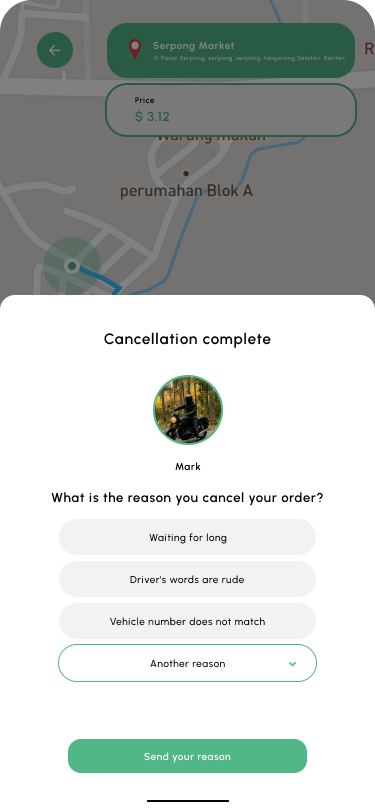 Serpong Market
Jl. Pasar Serpong, serpong, serpong, tangerang Selatan, Banten
R
Price
$ 3.12
Warung makan
perumahan Blok A
Cancellation complete
Mark
What is the reason you cancel your order?
Waiting for long
Driver's words are rude
Vehicle number does not match
Another reason
Send your reason